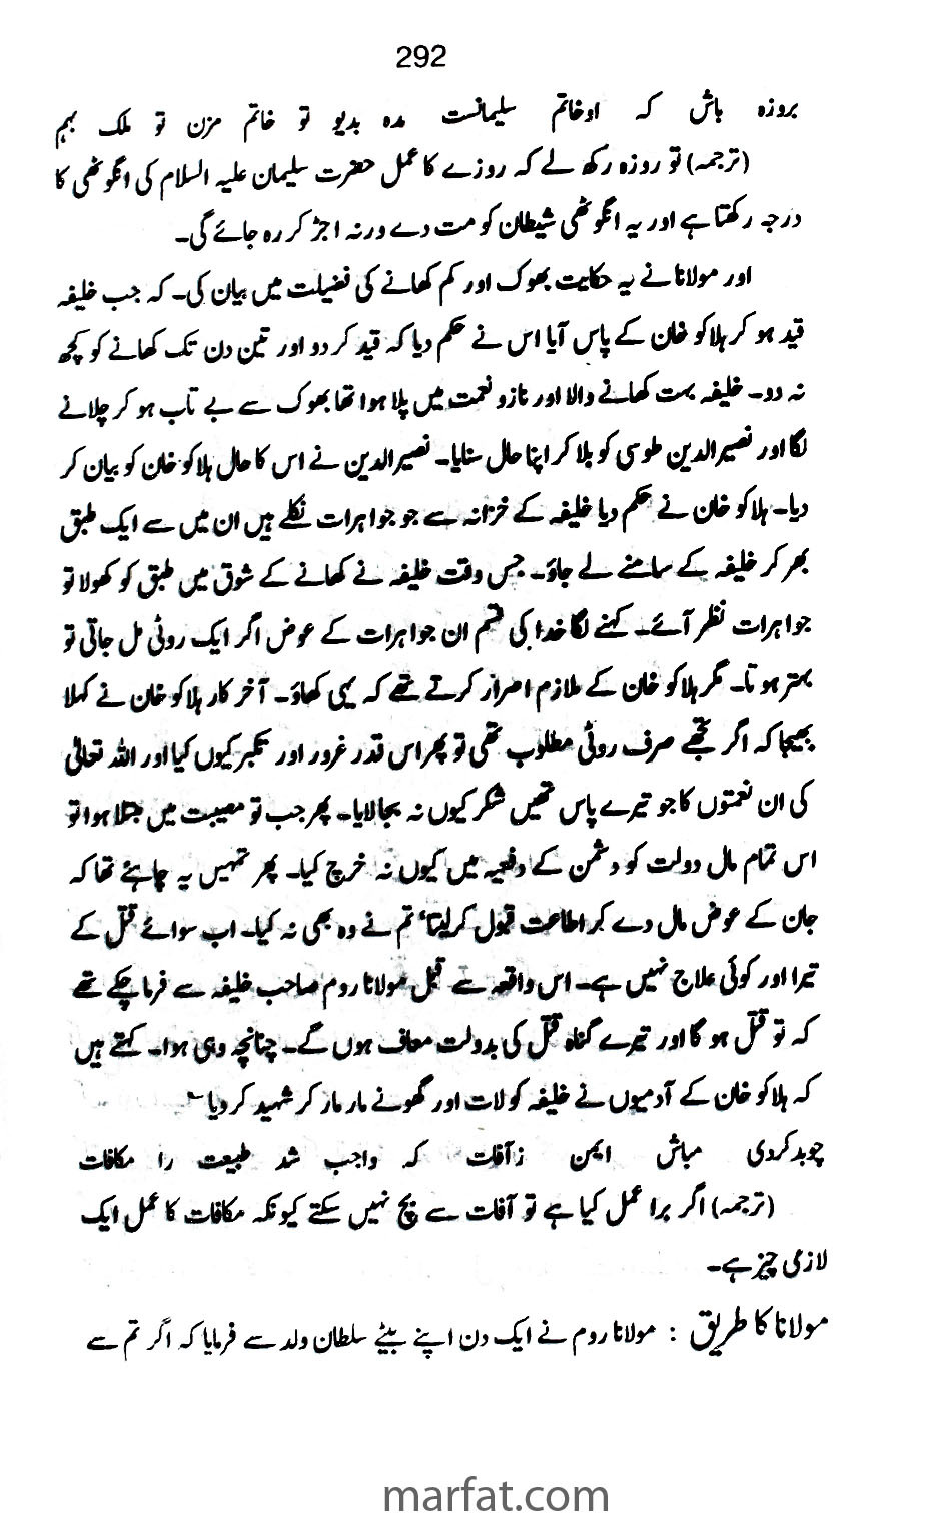 292
بروزہ باش کہ او خاتم سلیمانست مدہ بدیو تو خاتم مزن تو ملک بہم
(ترجمہ) تو روزہ رکھ لے کہ روزے کا عمل حضرت سلیمان علیہ السلام کی انگوٹھی کا
درجہ رکھتا ہے اور یہ انگوٹھی شیطان کو مت دے ورنہ اجڑ کر رہ جائے گی۔
اور مولانا نے یہ حکایت بھوک اور کم کھانے کی فضیلت میں بیان کی۔ کہ جب خلیفہ
قید ہو کر ہلاکو خان کے پاس آیا اس نے حکم دیا کہ قید کر دو اور تین دن تک کھانے کو کچھ
نہ دو۔ خلیفہ بہت کھانے والا اور ناز و نعمت میں پلا ہوا تھا بھوک سے بے تاب ہو کر چلانے
لگا اور نصیر الدین طوسی کو بلا کر اپنا حال سنایا۔ نصیر الدین نے اس کا حال ہلاکو خان کو بیان کر
دیا۔ ہلاکو خان نے حکم دیا خلیفہ کے خزانہ سے جو جواہرات نکلے ہیں ان میں سے ایک طبق
بھر کر خلیفہ کے سامنے لے جاؤ۔ جس وقت خلیفہ نے کھانے کے شوق میں طبق کو کھولا تو
جواہرات نظر آئے۔ کہنے لگا خدا کی قسم ان جواہرات کے عوض اگر ایک روٹی مل جاتی تو
بہتر ہوتا۔ مگر ہلاکو خان کے ملازم اصرار کرتے تھے کہ یہی کھاؤ۔ آخر کار ہلاکو خان نے کہلا
بھیجا کہ اگر تجھے صرف روٹی مطلوب تھی تو پھر اس قدر غرور اور تکبر کیوں کیا اور اللہ تعالیٰ
کی ان نعمتوں کا جو تیرے پاس تھیں شکر کیوں نہ بجا لایا۔ پھر جب تو مصیبت میں مبتلا ہوا تو
اس تمام مال دولت کو دشمن کے دفعیہ میں کیوں نہ خرچ کیا۔ پھر تمہیں یہ چاہئے تھا کہ
جان کے عوض مال دے کر اطاعت قبول کر لیتا‘ تم نے وہ بھی نہ کیا۔ اب سوائے قتل کے
تیرا اور کوئی علاج نہیں ہے۔ اس واقعہ سے قبل مولانا روم صاحب خلیفہ سے فرما چکے تھے
کہ تو قتل ہو گا اور تیرے گناہ قتل کی بدولت معاف ہوں گے۔ چنانچہ وہی ہوا۔ کہتے ہیں
کہ ہلاکو خان کے آدمیوں نے خلیفہ کو لات اور گھونسے مار مار کر شہید کر دیا۔
چو بد کردی مباش ایمن ز آفات کہ واجب شد طبیعت را مکافات
(ترجمہ) اگر برا عمل کیا ہے تو آفات سے بچ نہیں سکتے کیونکہ مکافات کا عمل ایک
لازمی چیز ہے۔
مولانا کا طریق : مولانا روم نے ایک دن اپنے بیٹے سلطان ولد سے فرمایا کہ اگر تم سے
marfat.com